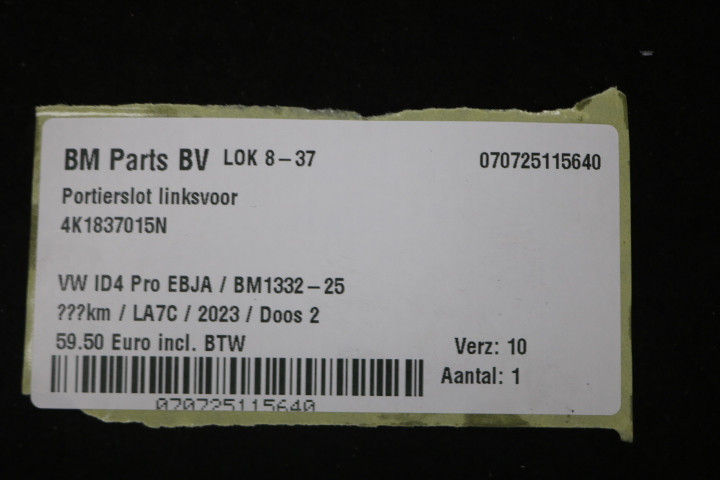 BM Parts BV LOK 8-37 070725115640
Portierslot linksvoor
4K1837015N
VW ID4 Pro EBJA / BM1332-25
???km / LA7C / 2023 / Doos 2
59.50 Euro incl. BTW
Verz: 10
Aantal: 1
070725115640